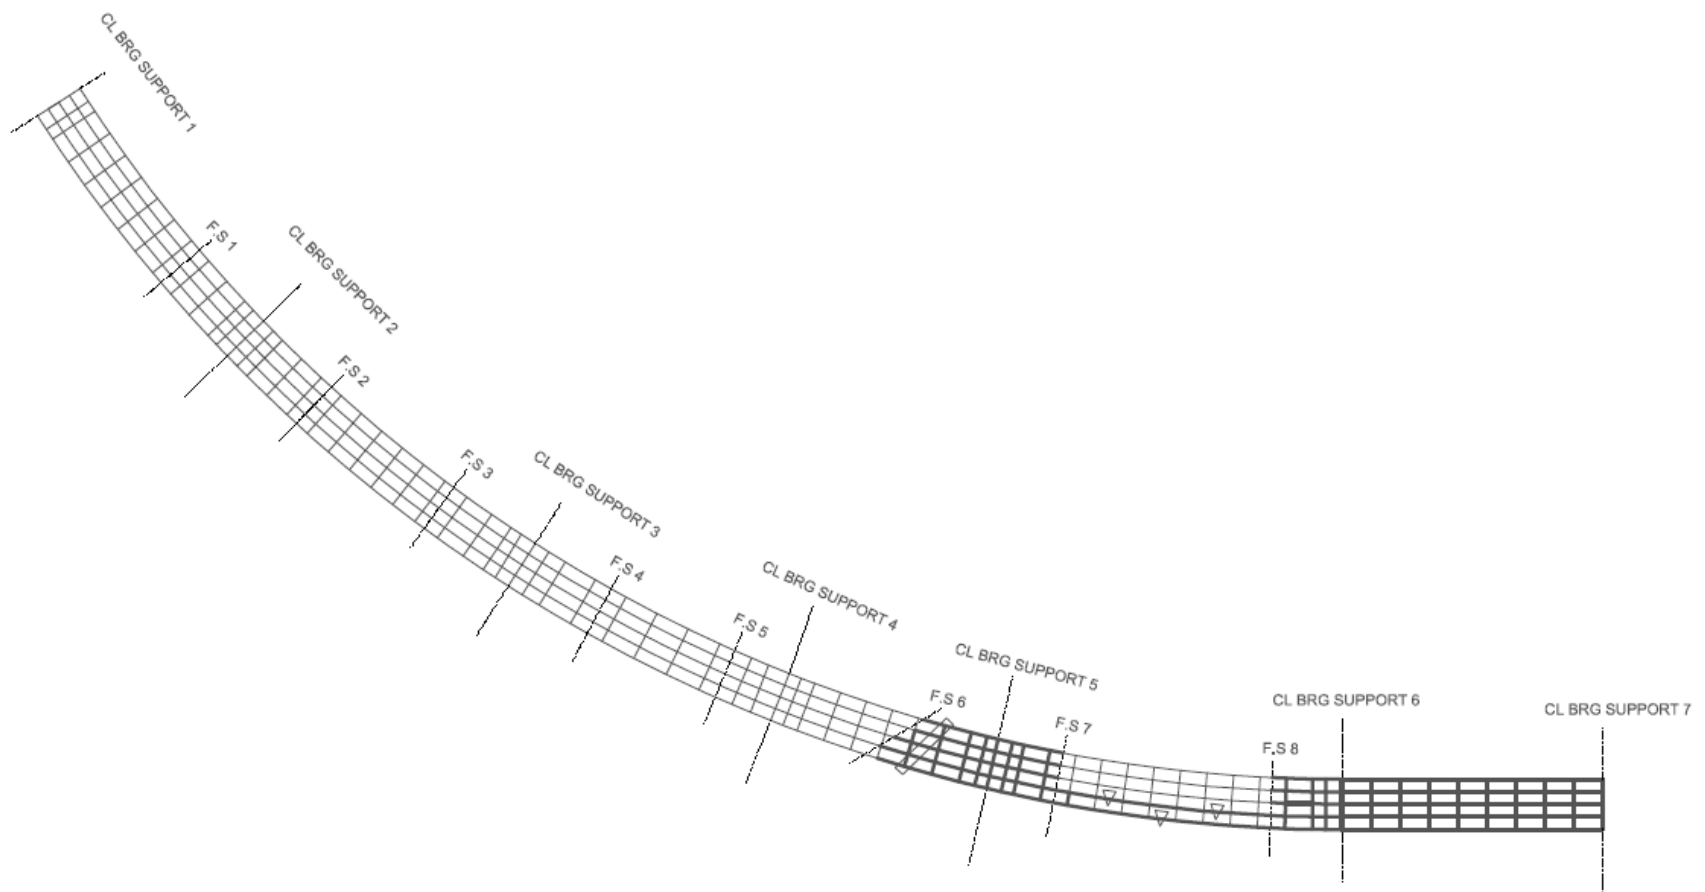 CL BRG SUPPORT 1
F.S 1
CL BRG SUPPORT 2
F.S 2
F.S 3
CL BRG SUPPORT 3
F.S 4
CL BRG SUPPORT 4
F.S 5
CL BRG SUPPORT 5
F.S 6
F.S 7
CL BRG SUPPORT 6
CL BRG SUPPORT 7
F.S 8